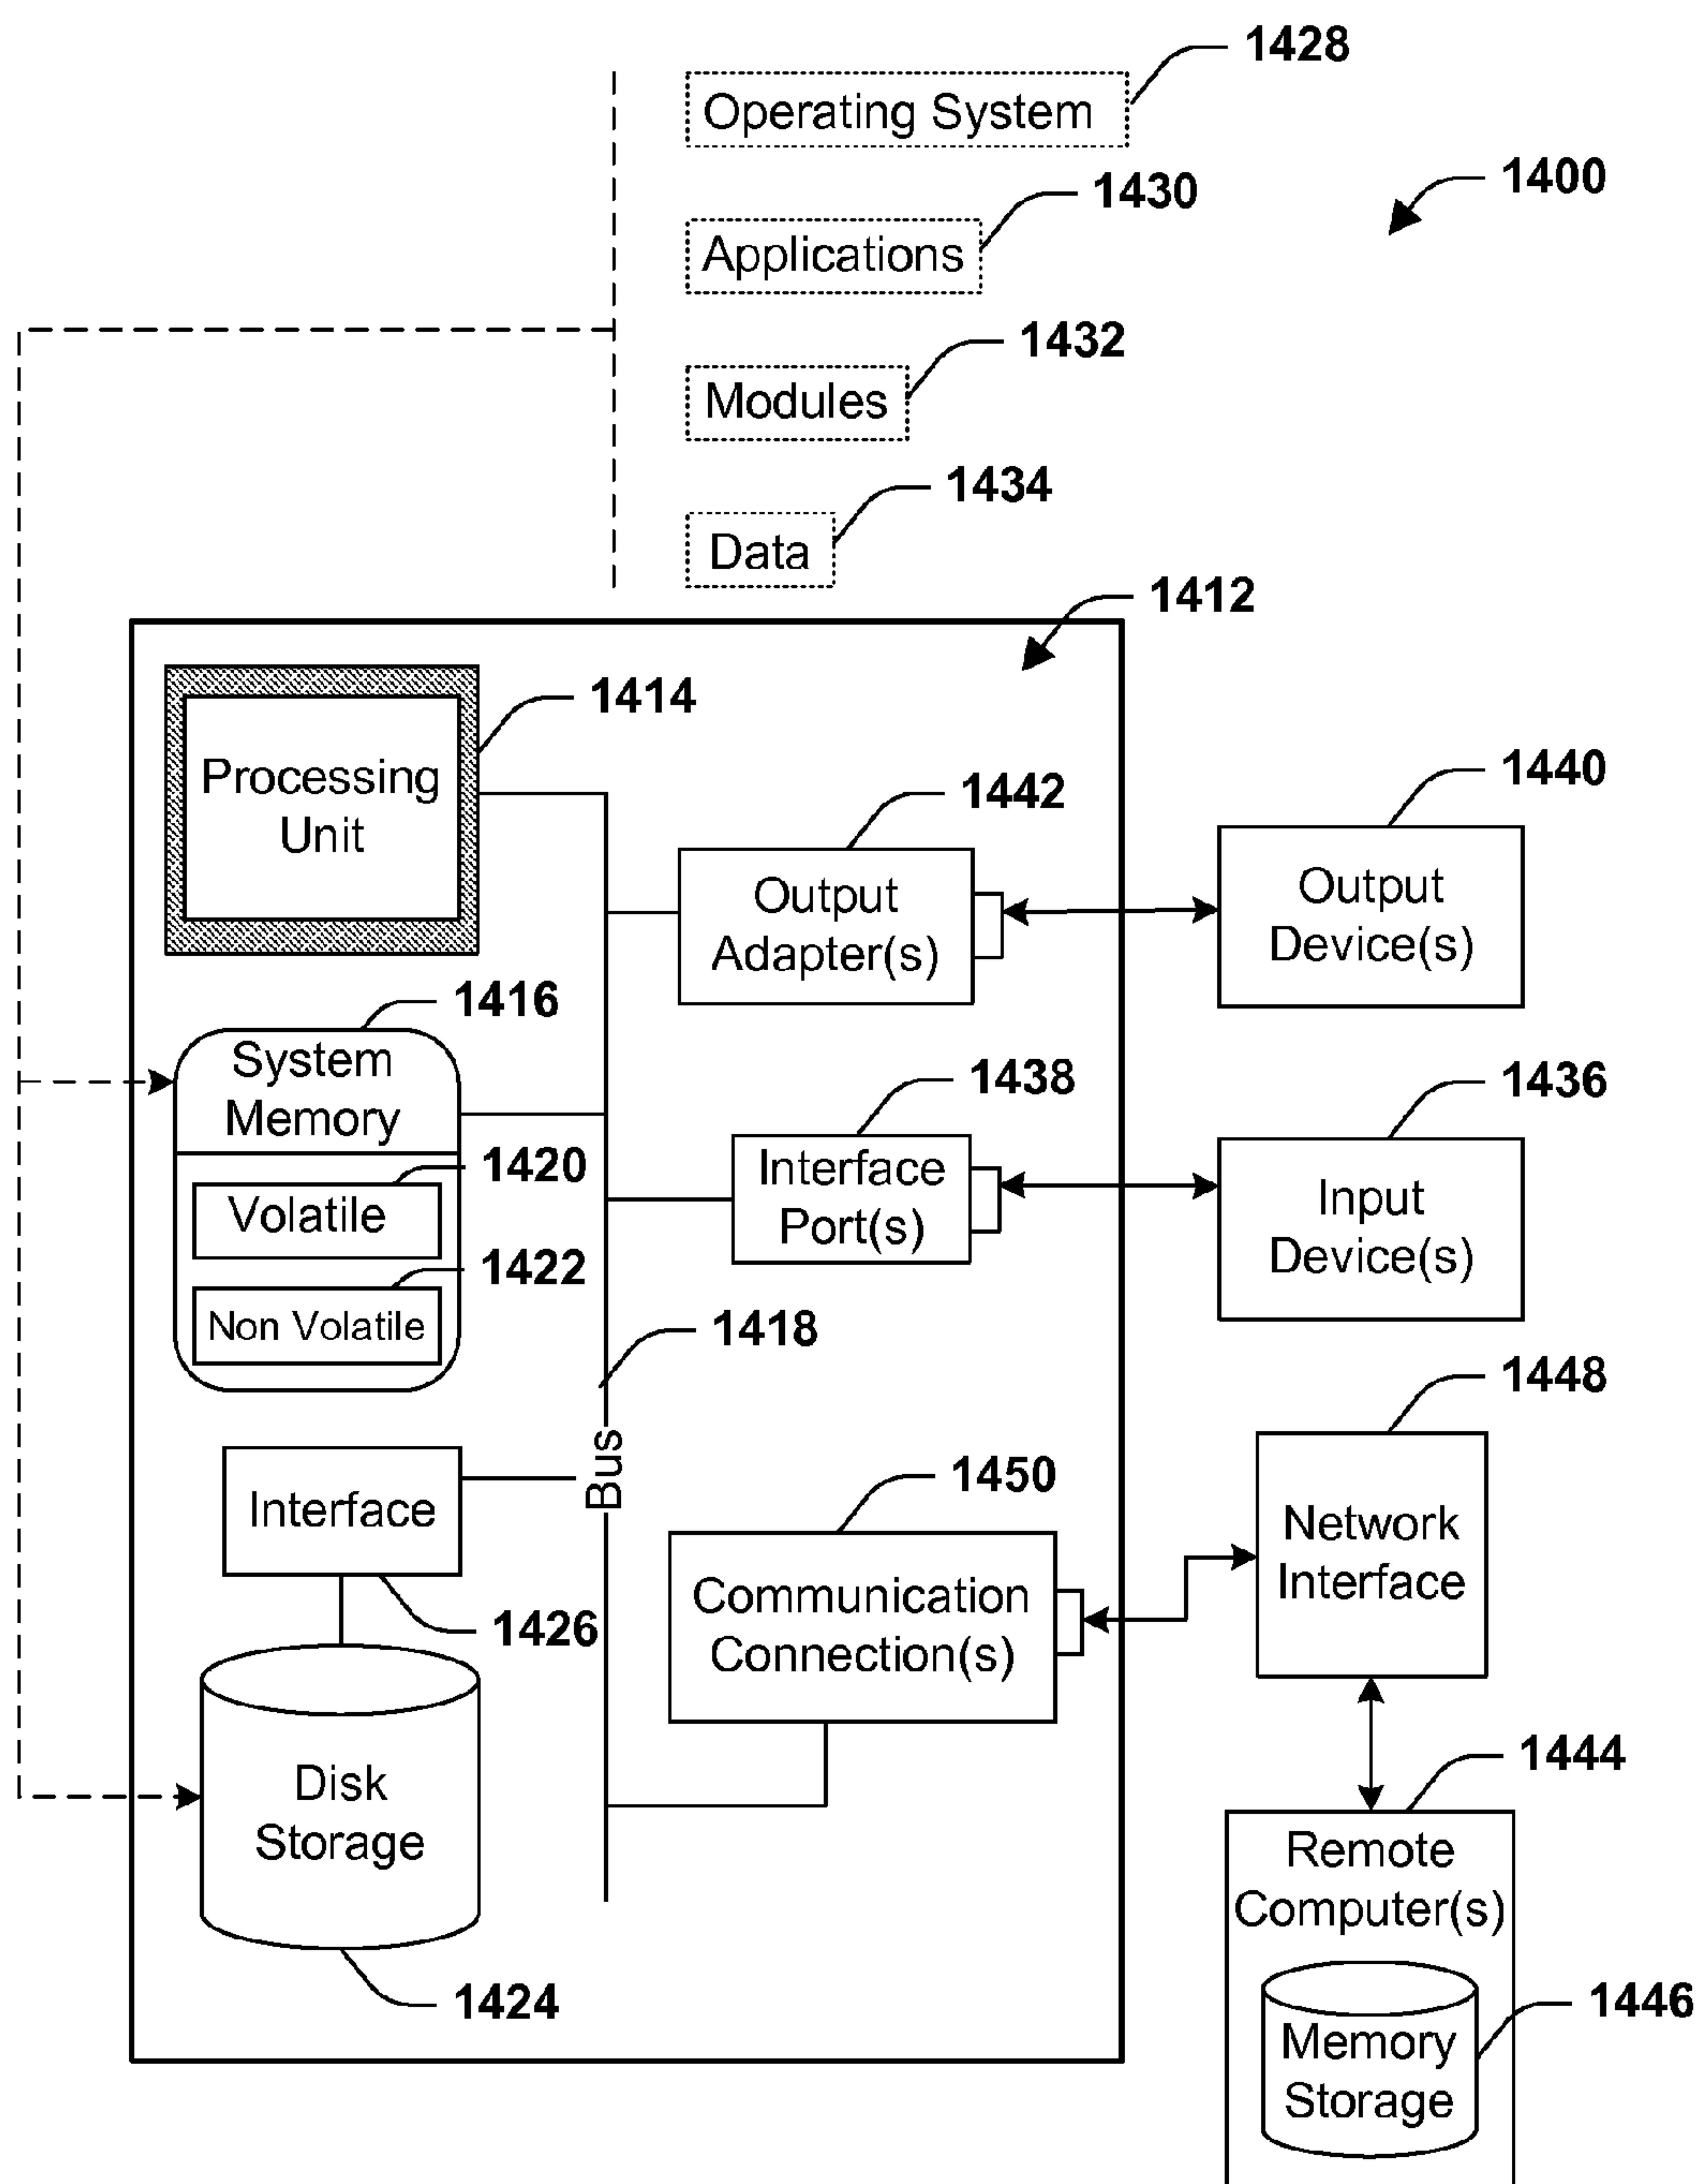 1428
Operating System
1400
1430
Applications
1432
Modules
1434
Data
1412
1414
Processing
Unit
1442
Output
Adapter(s)
1440
Output
Device(s)
1416
System
Memory
1420
Volatile
1422
Non Volatile
1438
Interface
Port(s)
1436
Input
Device(s)
1418
Bus
1448
Network
Interface
1450
Communication
Connection(s)
Interface
1426
Disk
Storage
1424
1444
Remote
Computer(s)
1446
Memory
Storage